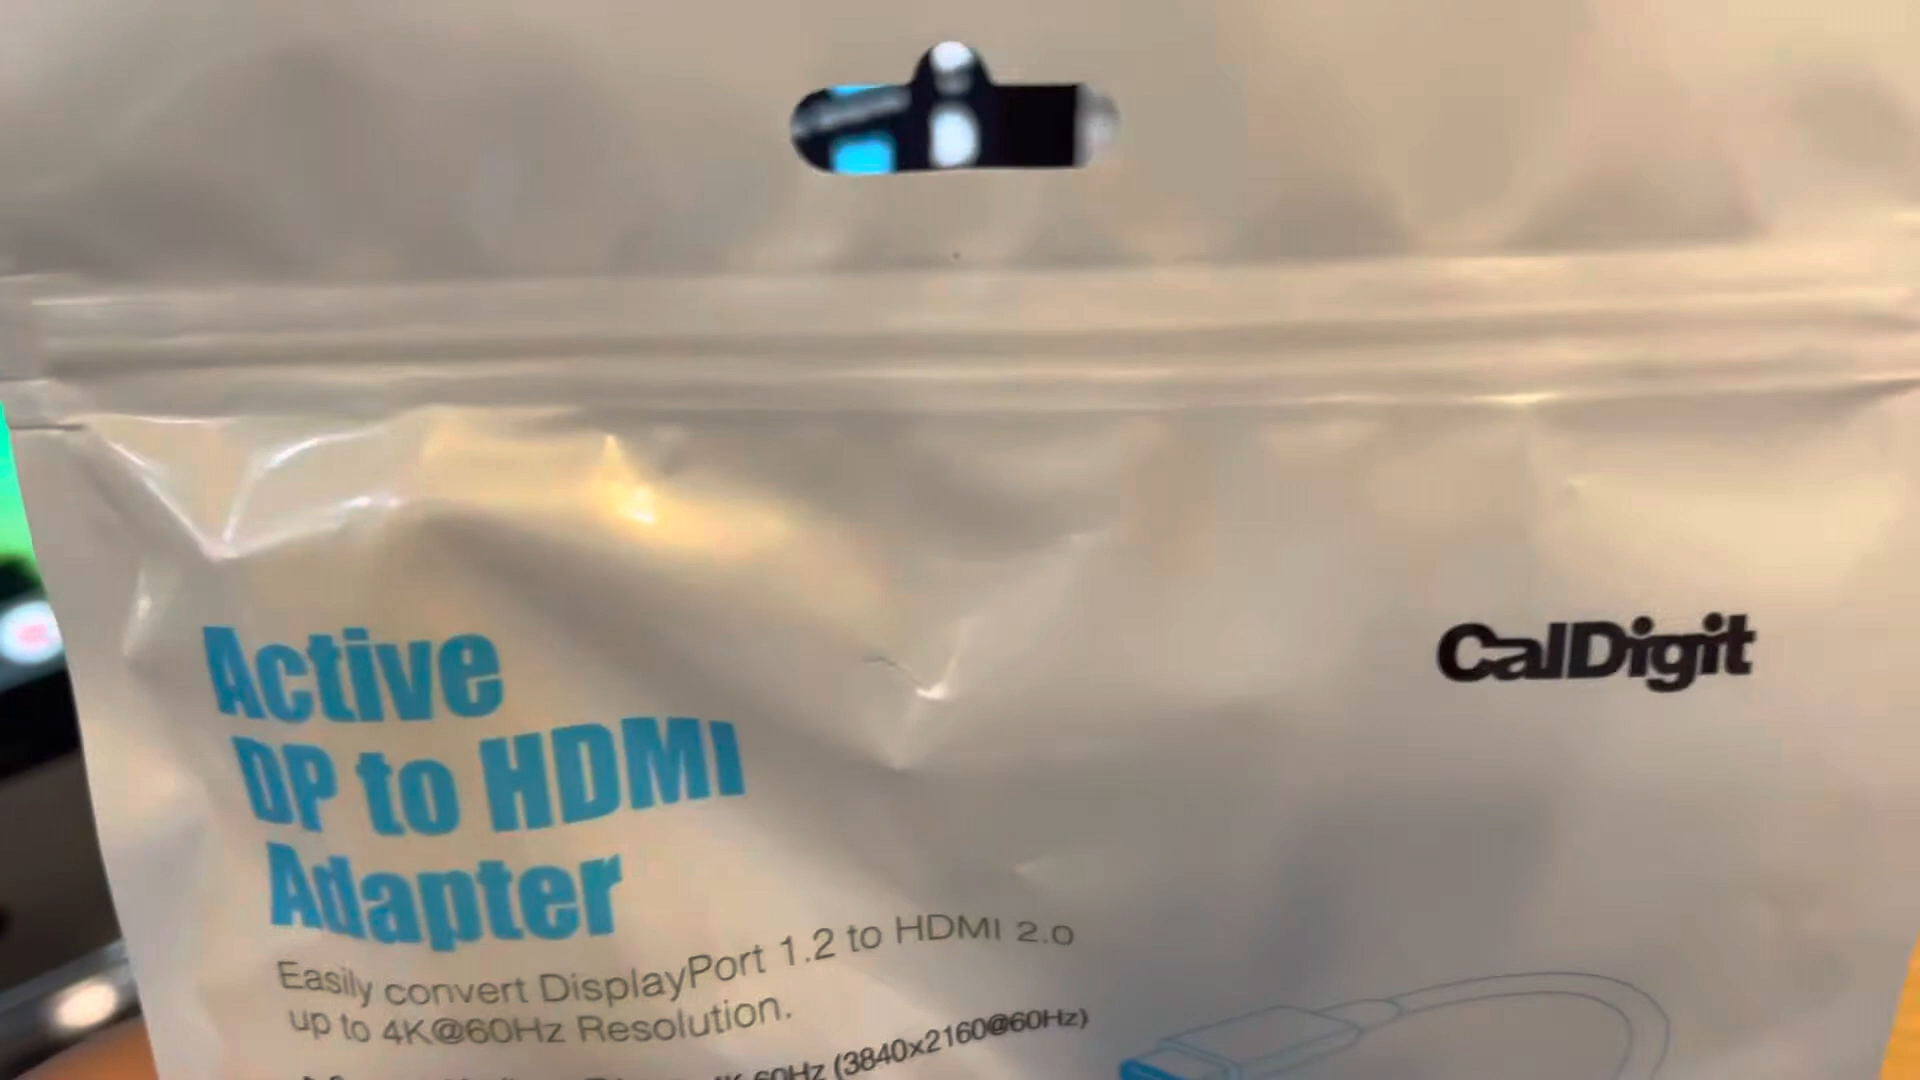 CalDigit
Active
DP to HDMI
Adapter
Easily convert DisplayPort 1.2 to HDMI 2.0
up to 4K@60Hz Resolution.
60Hz (3840x2160@60Hz)